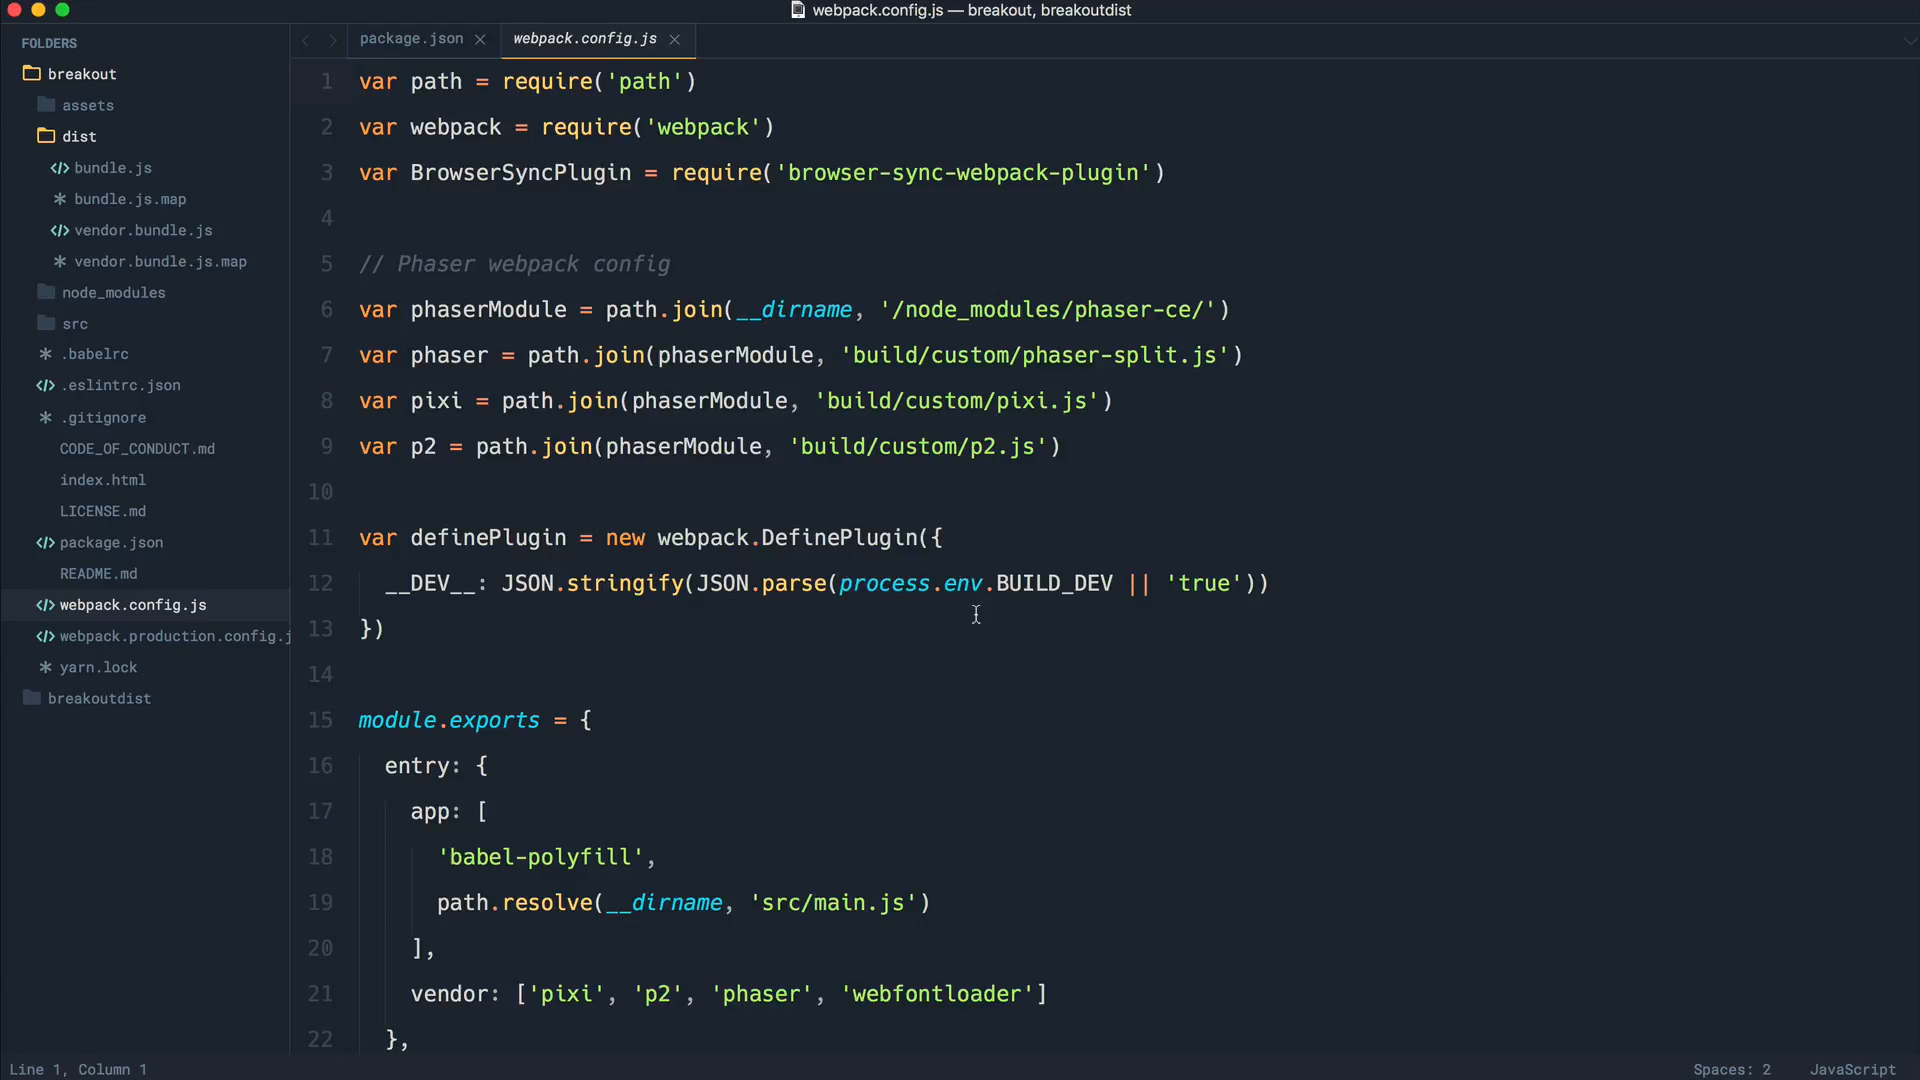 webpack.config.js — breakout, breakoutdist
FOLDERS
breakout
assets
dist
bundle.js
bundle.js.map
vendor.bundle.js
vendor.bundle.js.map
node_modules
src
.babelrc
.eslintrc.json
.gitignore
CODE_OF_CONDUCT.md
index.html
LICENSE.md
package.json
README.md
webpack.config.js
webpack.production.config.j
yarn.lock
breakoutdist
package.json
webpack.config.js
1 var path = require('path')
2 var webpack = require('webpack')
3 var BrowserSyncPlugin = require('browser-sync-webpack-plugin')
4
5 // Phaser webpack config
6 var phaserModule = path.join(__dirname, '/node_modules/phaser-ce/')
7 var phaser = path.join(phaserModule, 'build/custom/phaser-split.js')
8 var pixi = path.join(phaserModule, 'build/custom/pixi.js')
9 var p2 = path.join(phaserModule, 'build/custom/p2.js')
10
11 var definePlugin = new webpack.DefinePlugin({
12   __DEV__: JSON.stringify(JSON.parse(process.env.BUILD_DEV || 'true'))
13 })
14
15 module.exports = {
16   entry: {
17     app: [
18       'babel-polyfill',
19       path.resolve(__dirname, 'src/main.js')
20     ],
21     vendor: ['pixi', 'p2', 'phaser', 'webfontloader']
22   },
Line 1, Column 1
Spaces: 2
JavaScript